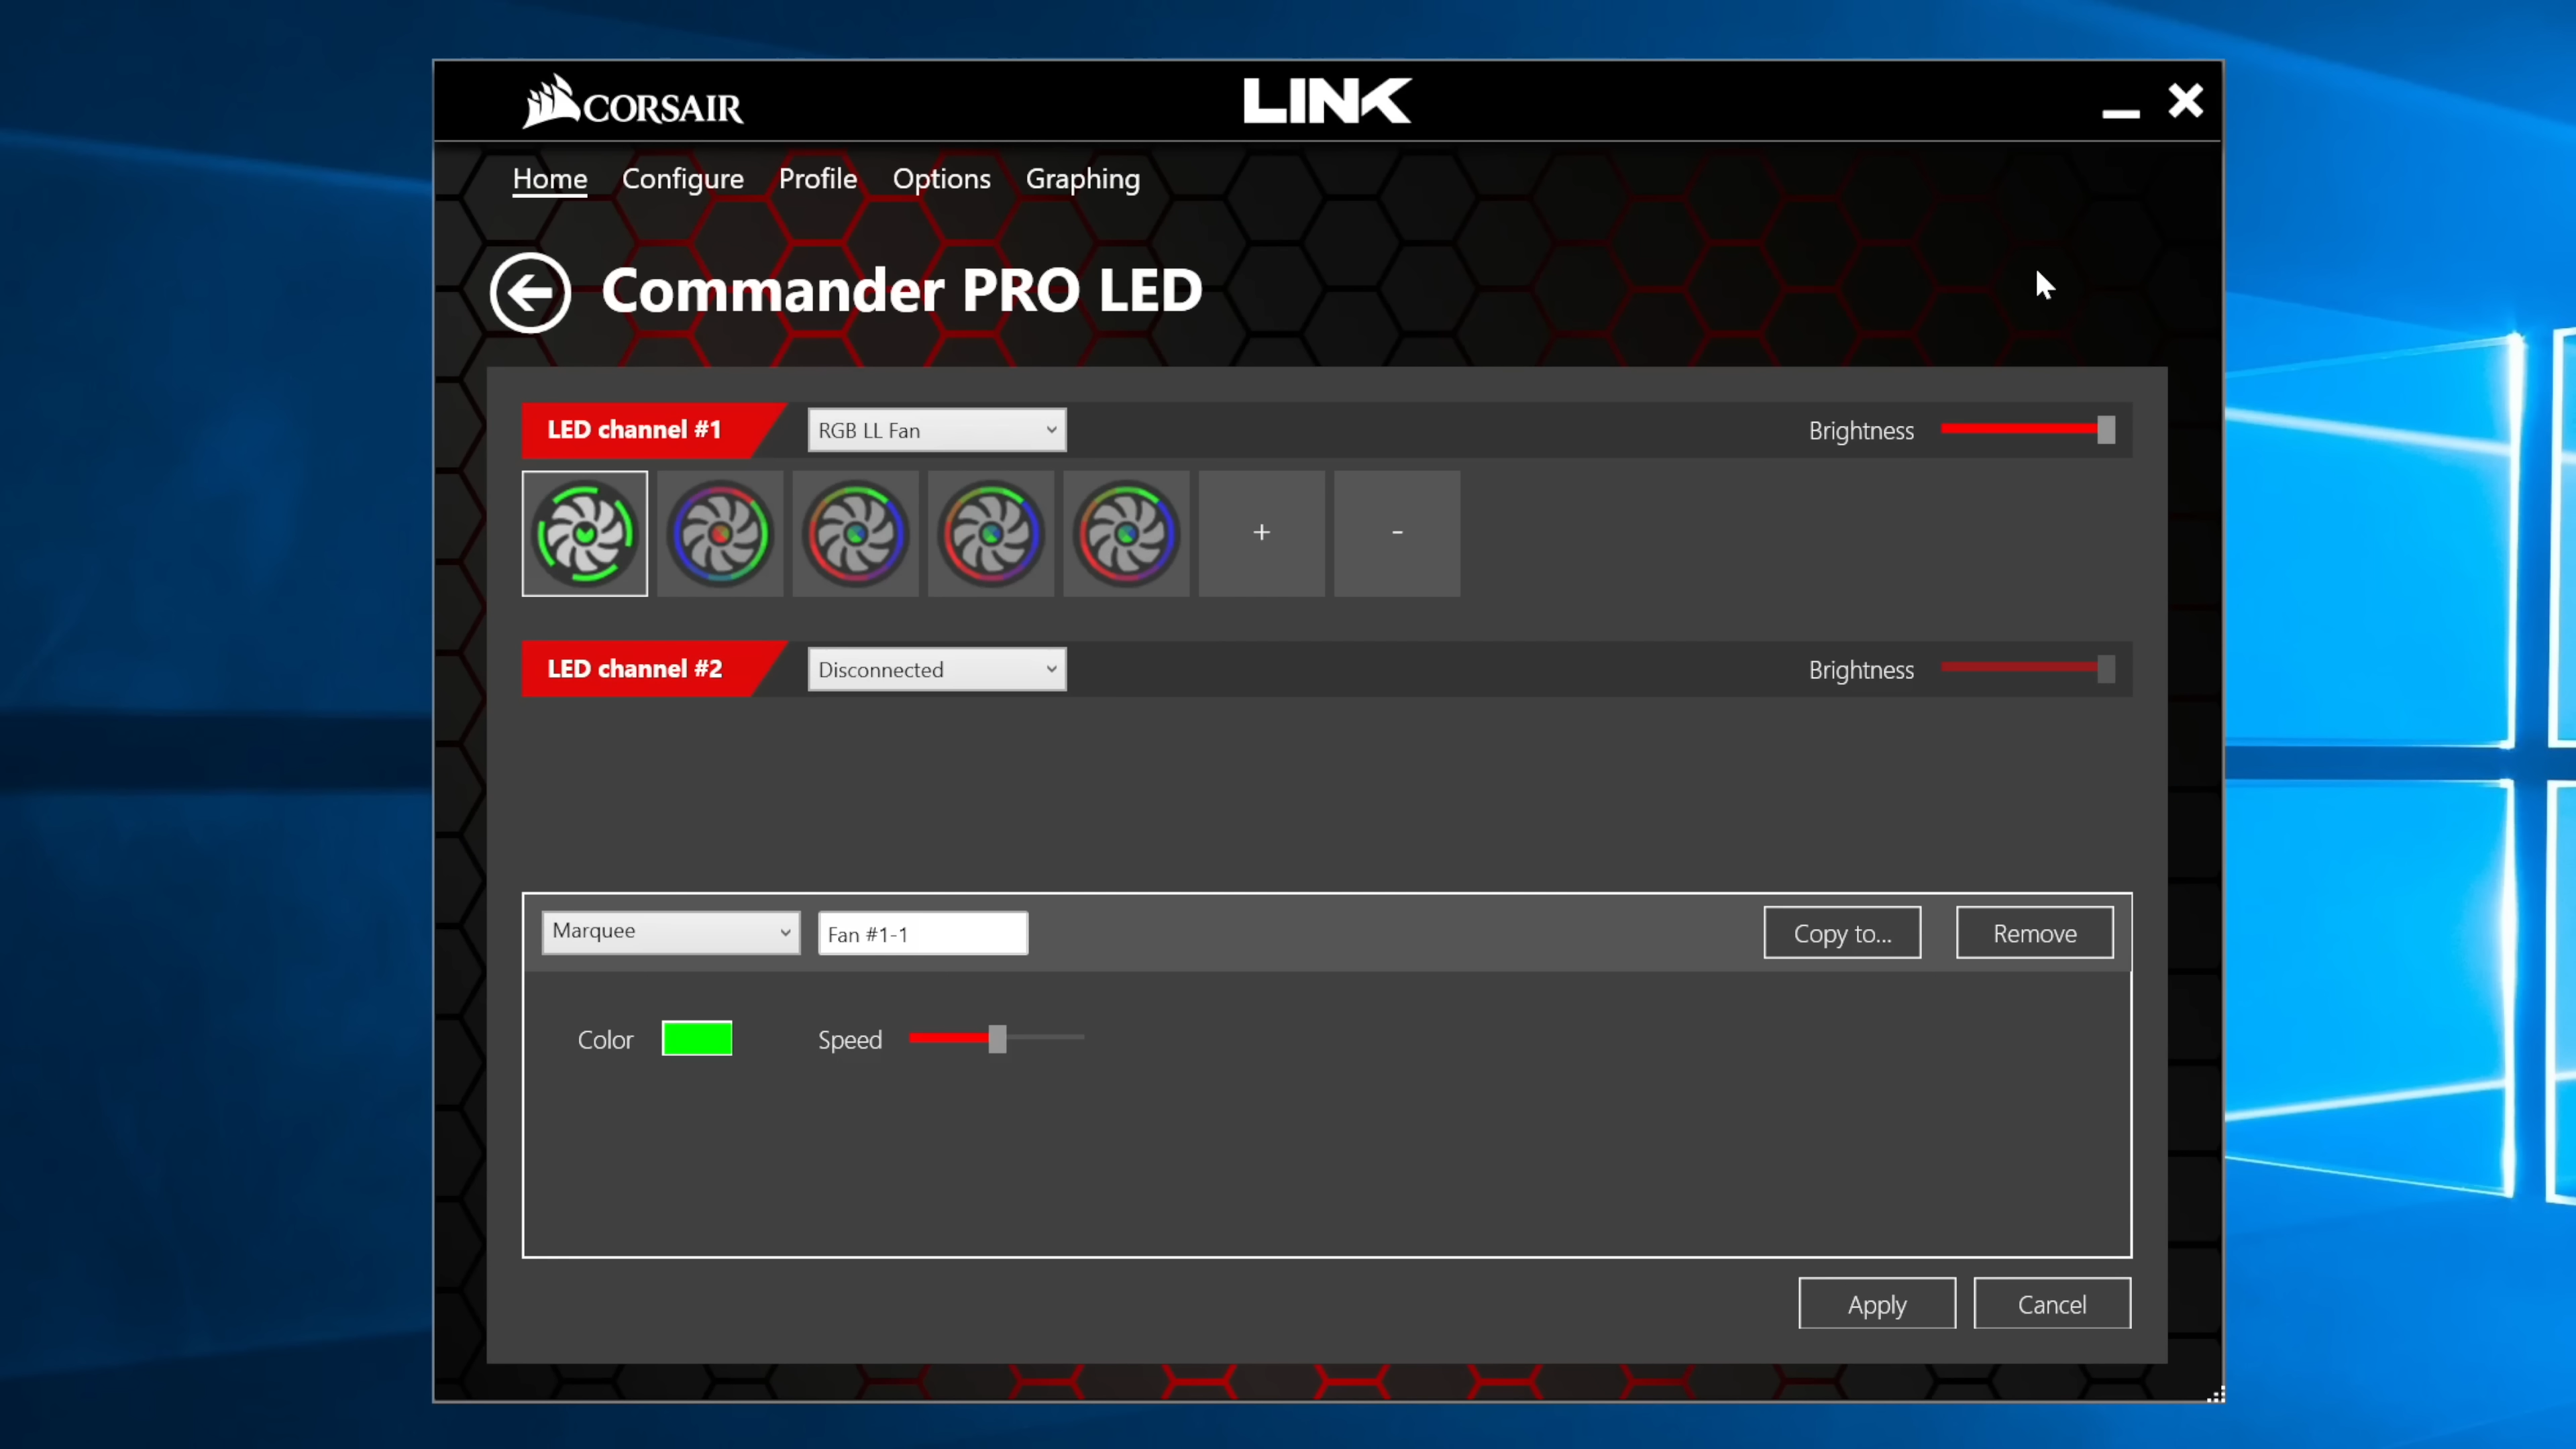 CORSAIR
LINK
Home Configure Profile Options Graphing
Commander PRO LED
LED channel #1 RGB LL Fan Brightness
+ -
LED channel #2 Disconnected Brightness
Marquee Fan #1-1 Copy to... Remove
Color Speed
Apply Cancel